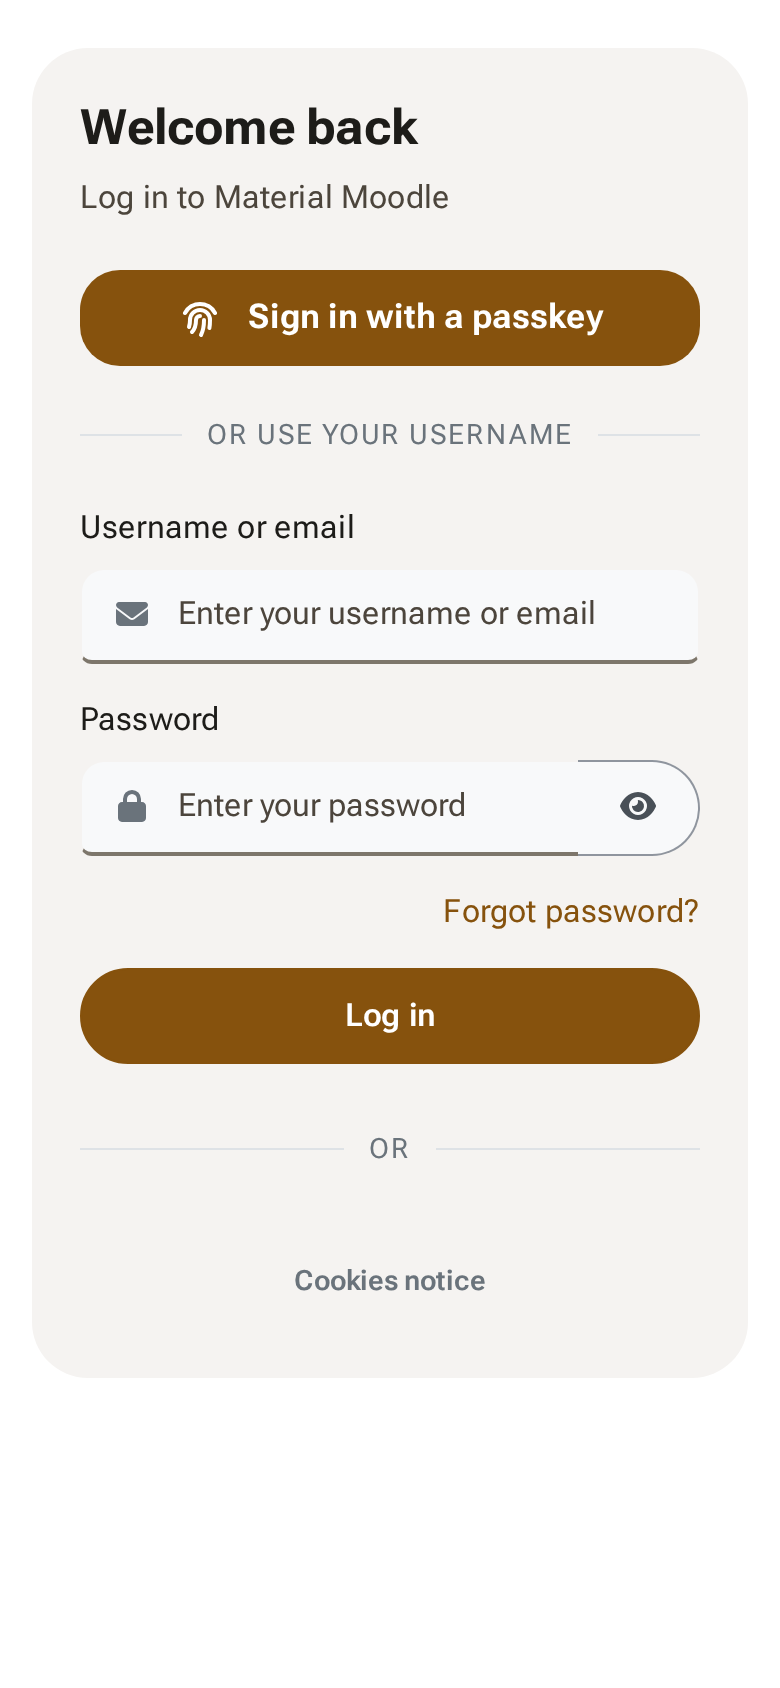 Welcome back
Log in to Material Moodle
Sign in with a passkey
OR USE YOUR USERNAME
Username or email
Enter your username or email
Password
Enter your password
Forgot password?
Log in
OR
Cookies notice